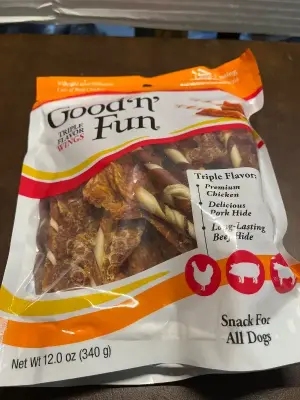 Good 'n'
Fun
TRIPLE
FLAVOR
WINGS
Triple Flavor:
• Premium
Chicken
• Delicious
Pork Hide
• Long-Lasting
Beef Hide
Snack For
All Dogs
Net Wt 12.0 oz (340 g)